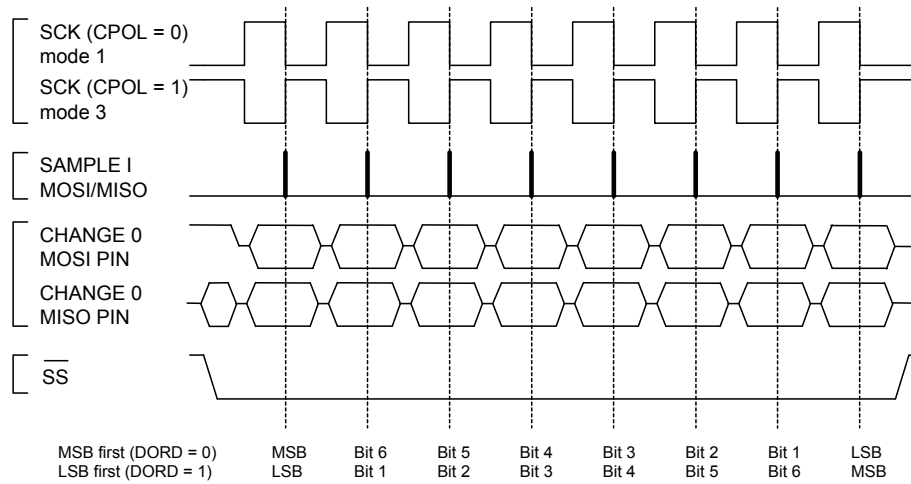 SCK (CPOL = 0)
mode 1
SCK (CPOL = 1)
mode 3
SAMPLE I
MOSI/MISO
CHANGE 0
MOSI PIN
CHANGE 0
MISO PIN
SS
MSB first (DORD = 0) MSB Bit 6 Bit 5 Bit 4 Bit 3 Bit 2 Bit 1 LSB
LSB first (DORD = 1) LSB Bit 1 Bit 2 Bit 3 Bit 4 Bit 5 Bit 6 MSB